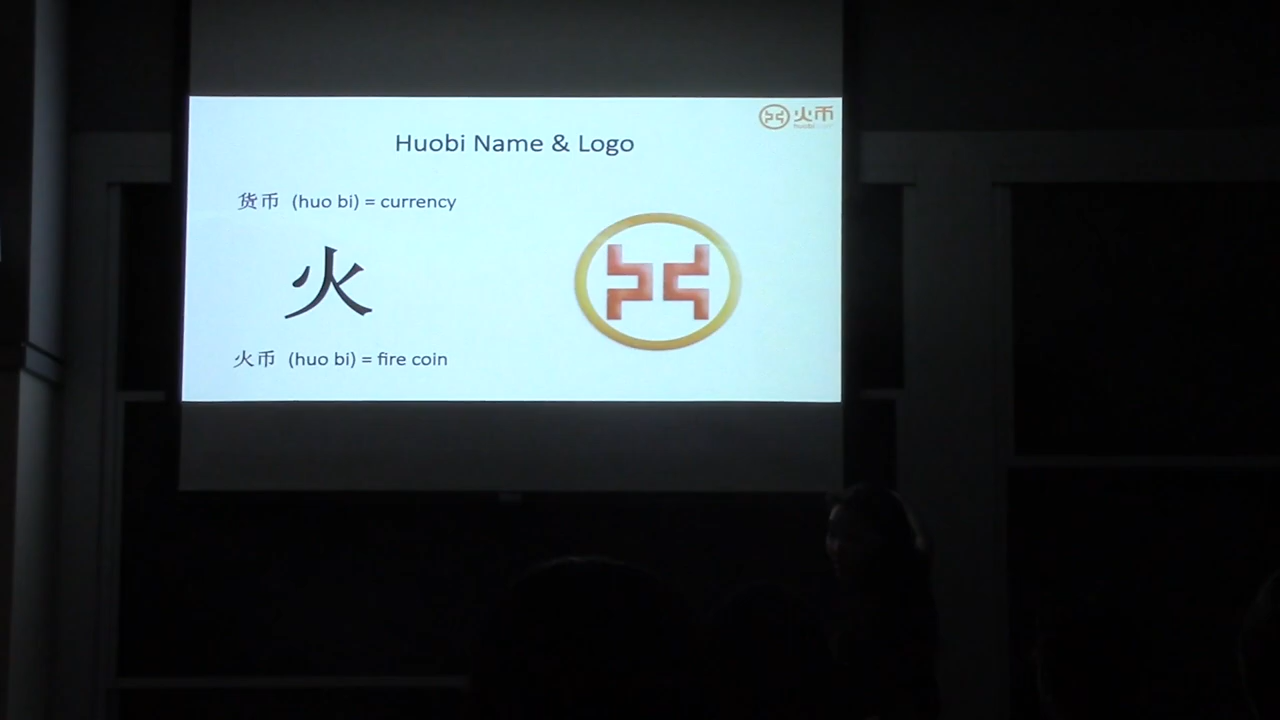 火币
Huobi Name & Logo
货币 (huo bi) = currency
火
火币 (huo bi) = fire coin